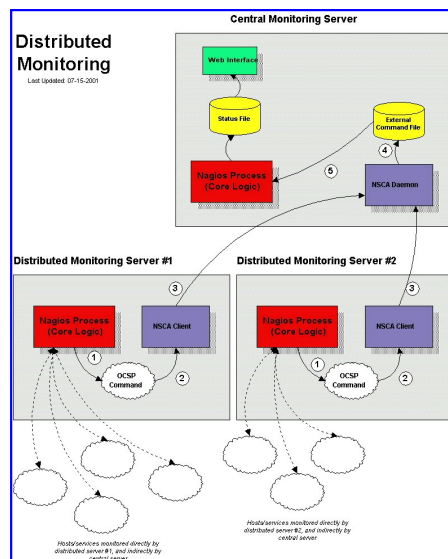 Central Monitoring Server
Distributed
Monitoring
Last Updated: 07-15-2001
Web Interface
Status File
External
Command File
4
5
Nagios Process
(Core Logic)
NSCA Daemon
Distributed Monitoring Server #1
Distributed Monitoring Server #2
3
3
Nagios Process
(Core Logic)
NSCA Client
Nagios Process
(Core Logic)
NSCA Client
1
2
OCSP
Command
1
2
OCSP
Command
Hosts/services monitored directly by
distributed server #1, and indirectly by
central server
Hosts/services monitored directly by
distributed server #2, and indirectly by
central server